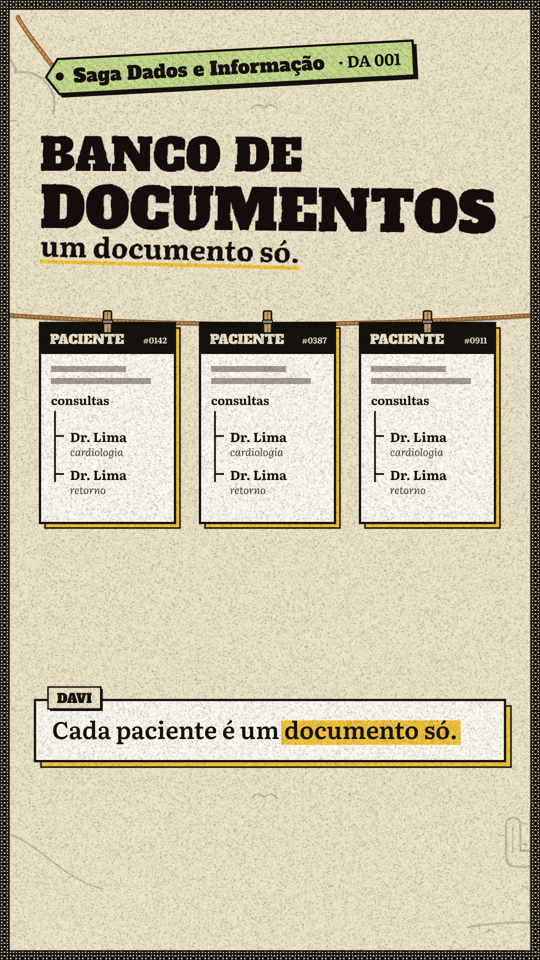 Saga Dados e Informação · DA 001
BANCO DE
DOCUMENTOS
um documento só.
PACIENTE #0142
consultas
Dr. Lima
cardiologia
Dr. Lima
retorno
PACIENTE #0387
consultas
Dr. Lima
cardiologia
Dr. Lima
retorno
PACIENTE #0911
consultas
Dr. Lima
cardiologia
Dr. Lima
retorno
DAVI
Cada paciente é um documento só.